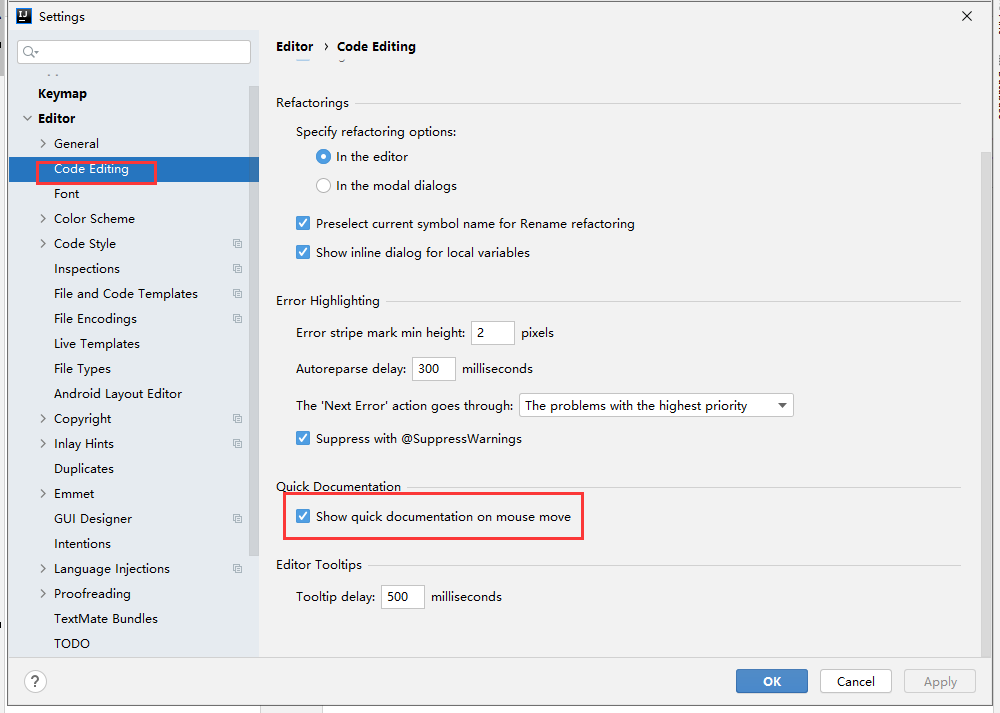 IJ Settings
Editor › Code Editing
Keymap
Editor
General
Code Editing
Font
Color Scheme
Code Style
Inspections
File and Code Templates
File Encodings
Live Templates
File Types
Android Layout Editor
Copyright
Inlay Hints
Duplicates
Emmet
GUI Designer
Intentions
Language Injections
Proofreading
TextMate Bundles
TODO
Refactorings
Specify refactoring options:
In the editor
In the modal dialogs
Preselect current symbol name for Rename refactoring
Show inline dialog for local variables
Error Highlighting
Error stripe mark min height: 2 pixels
Autoreparse delay: 300 milliseconds
The 'Next Error' action goes through: The problems with the highest priority
Suppress with @SuppressWarnings
Quick Documentation
Show quick documentation on mouse move
Editor Tooltips
Tooltip delay: 500 milliseconds
? OK Cancel Apply